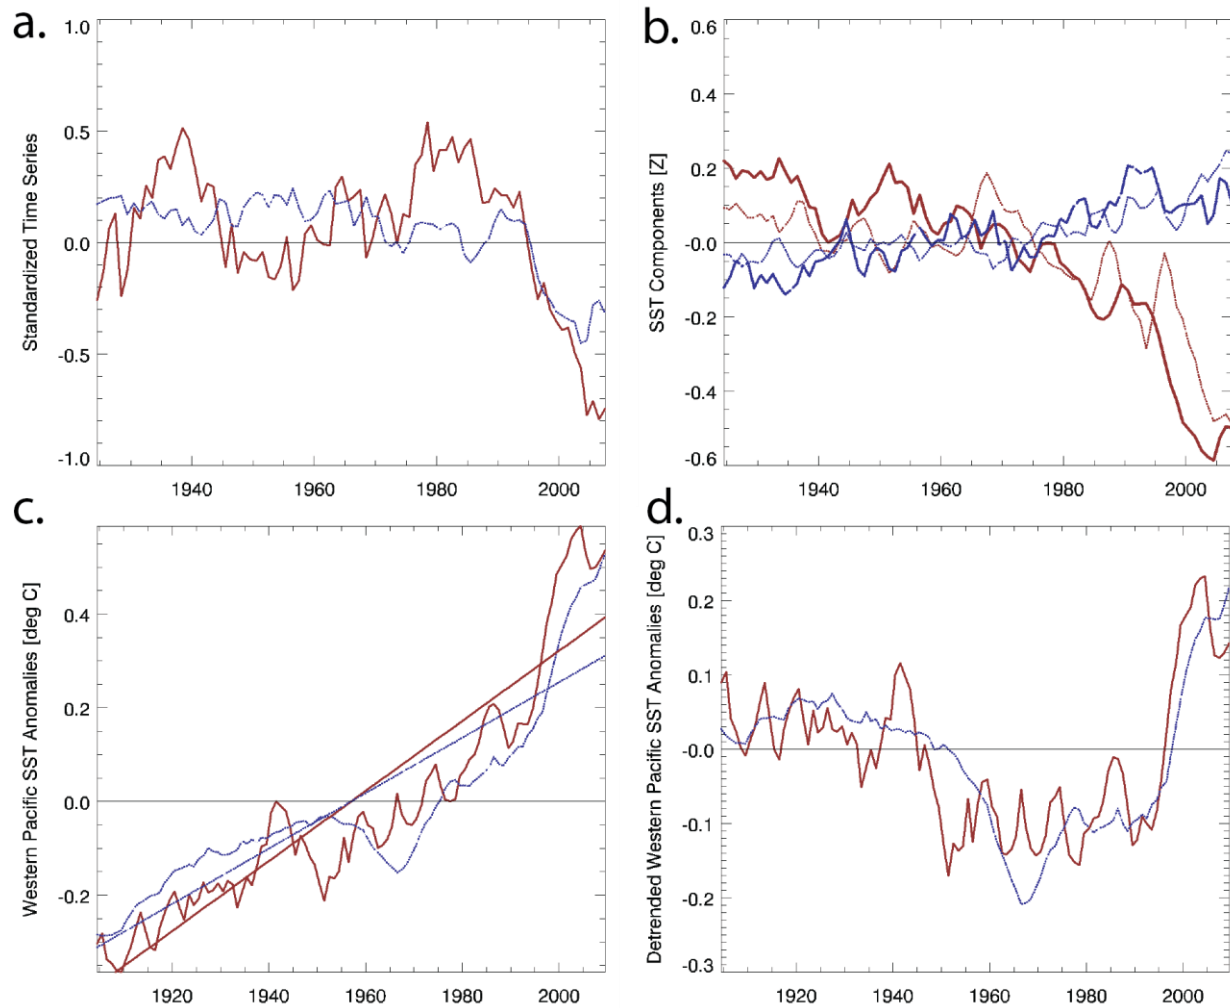 a.
Standardized Time Series
1.0
0.5
0.0
-0.5
-1.0
1940 1960 1980 2000
b.
SST Components [Z]
0.6
0.4
0.2
-0.0
-0.2
-0.4
-0.6
1940 1960 1980 2000
c.
Western Pacific SST Anomalies [deg C]
0.4
0.2
0.0
-0.2
1920 1940 1960 1980 2000
d.
Detrended Western Pacific SST Anomalies [deg C]
0.3
0.2
0.1
-0.0
-0.1
-0.2
-0.3
1920 1940 1960 1980 2000